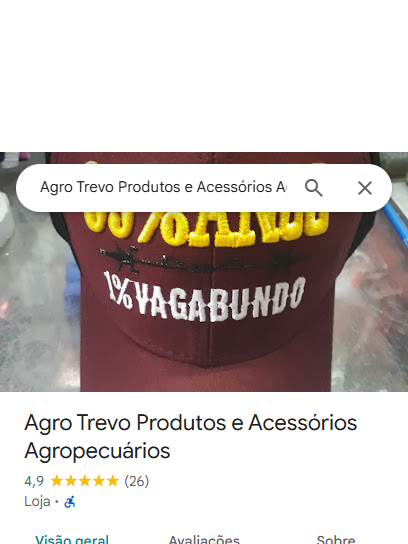 Agro Trevo Produtos e Acessórios A
1%VAGABUNDO
Agro Trevo Produtos e Acessórios
Agropecuários
4,9 ★★★★★ (26)
Loja ·
Visão geral Avaliações Sobre